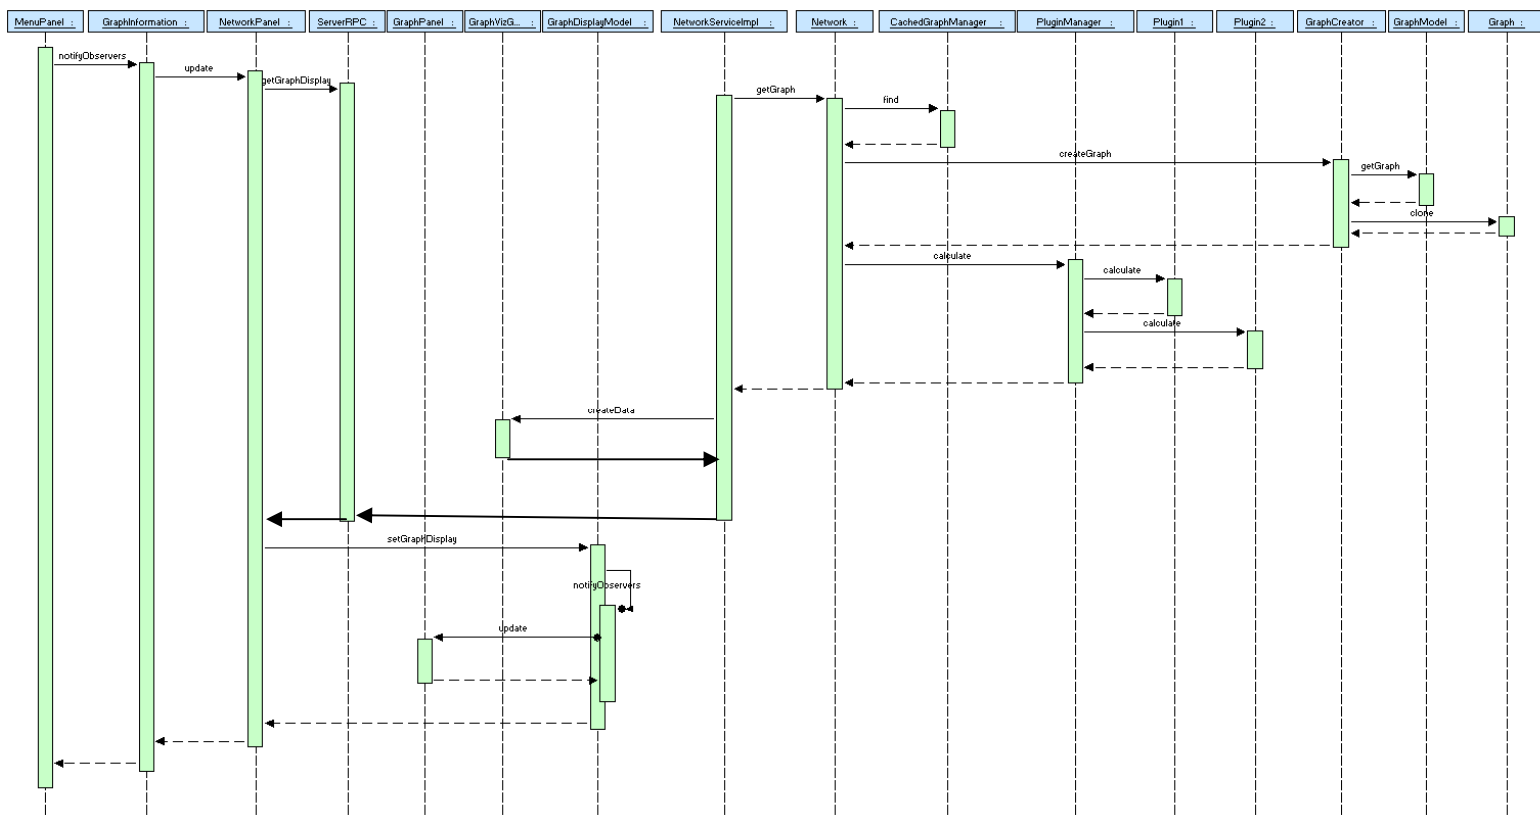 MenuPanel :
GraphInformation :
NetworkPanel :
ServerRPC :
GraphPanel :
GraphVizG... :
GraphDisplayModel :
NetworkServiceImpl :
Network :
CachedGraphManager :
PluginManager :
Plugin1 :
Plugin2 :
GraphCreator :
GraphModel :
Graph :
notifyObservers
update
getGraphDisplay
getGraph
find
createGraph
getGraph
clone
calculate
calculate
calculate
createData
setGraphDisplay
notifyObservers
update